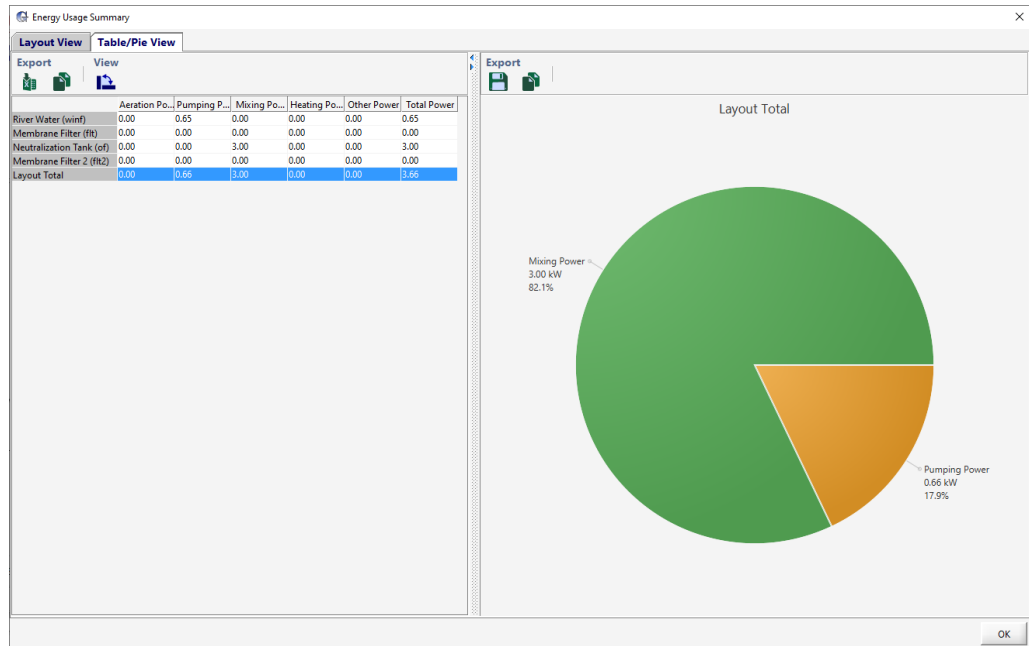 Energy Usage Summary
Layout View Table/Pie View
Export View
Aeration Po... Pumping P... Mixing Po... Heating Po... Other Power Total Power
River Water (winf) 0.00 0.65 0.00 0.00 0.00 0.65
Membrane Filter (flt) 0.00 0.00 0.00 0.00 0.00 0.00
Neutralization Tank (of) 0.00 0.00 3.00 0.00 0.00 3.00
Membrane Filter 2 (flt2) 0.00 0.00 0.00 0.00 0.00 0.00
Layout Total 0.00 0.66 3.00 0.00 0.00 3.66
Export
Layout Total
Mixing Power
3.00 kW
82.1%
Pumping Power
0.66 kW
17.9%
OK